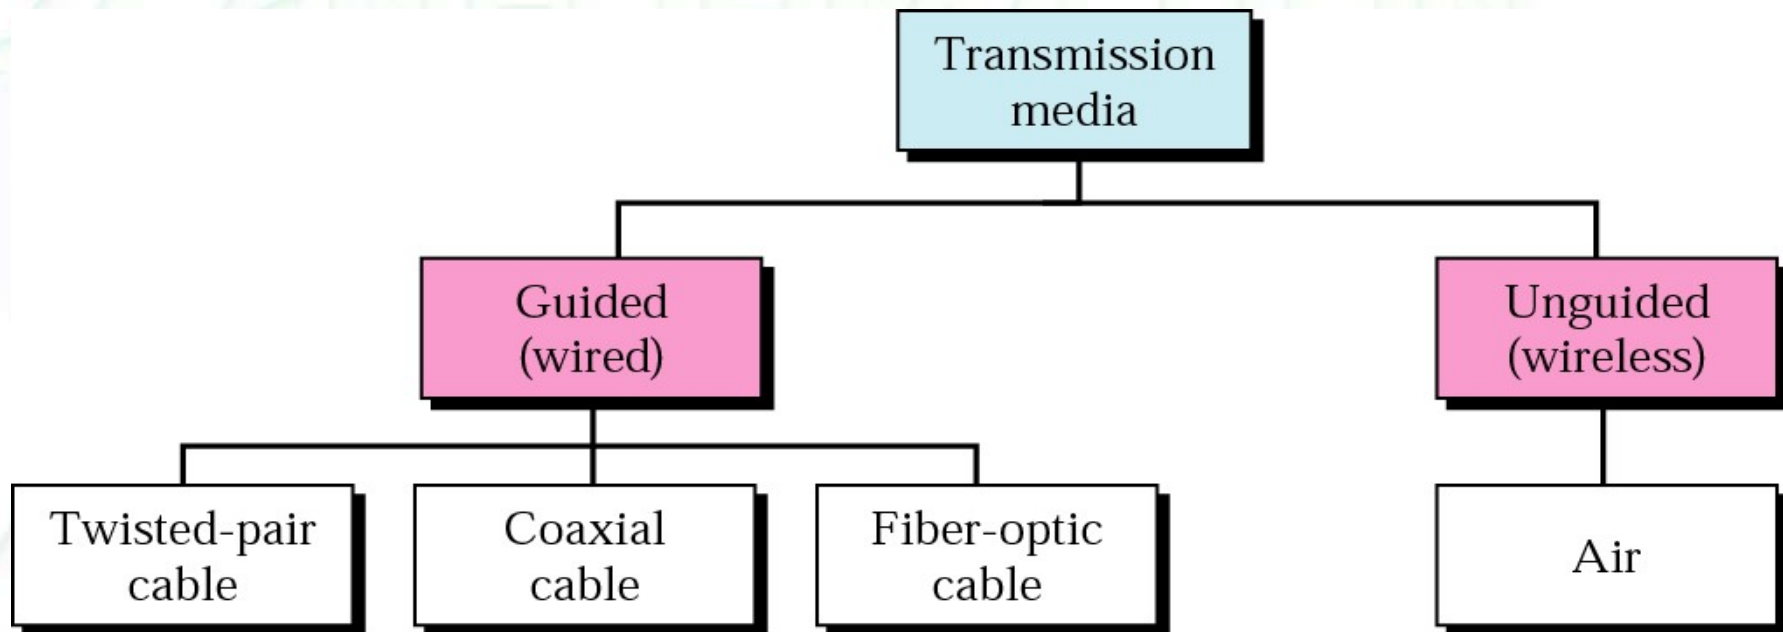 Transmission
media
Guided
(wired)
Unguided
(wireless)
Twisted-pair
cable
Coaxial
cable
Fiber-optic
cable
Air